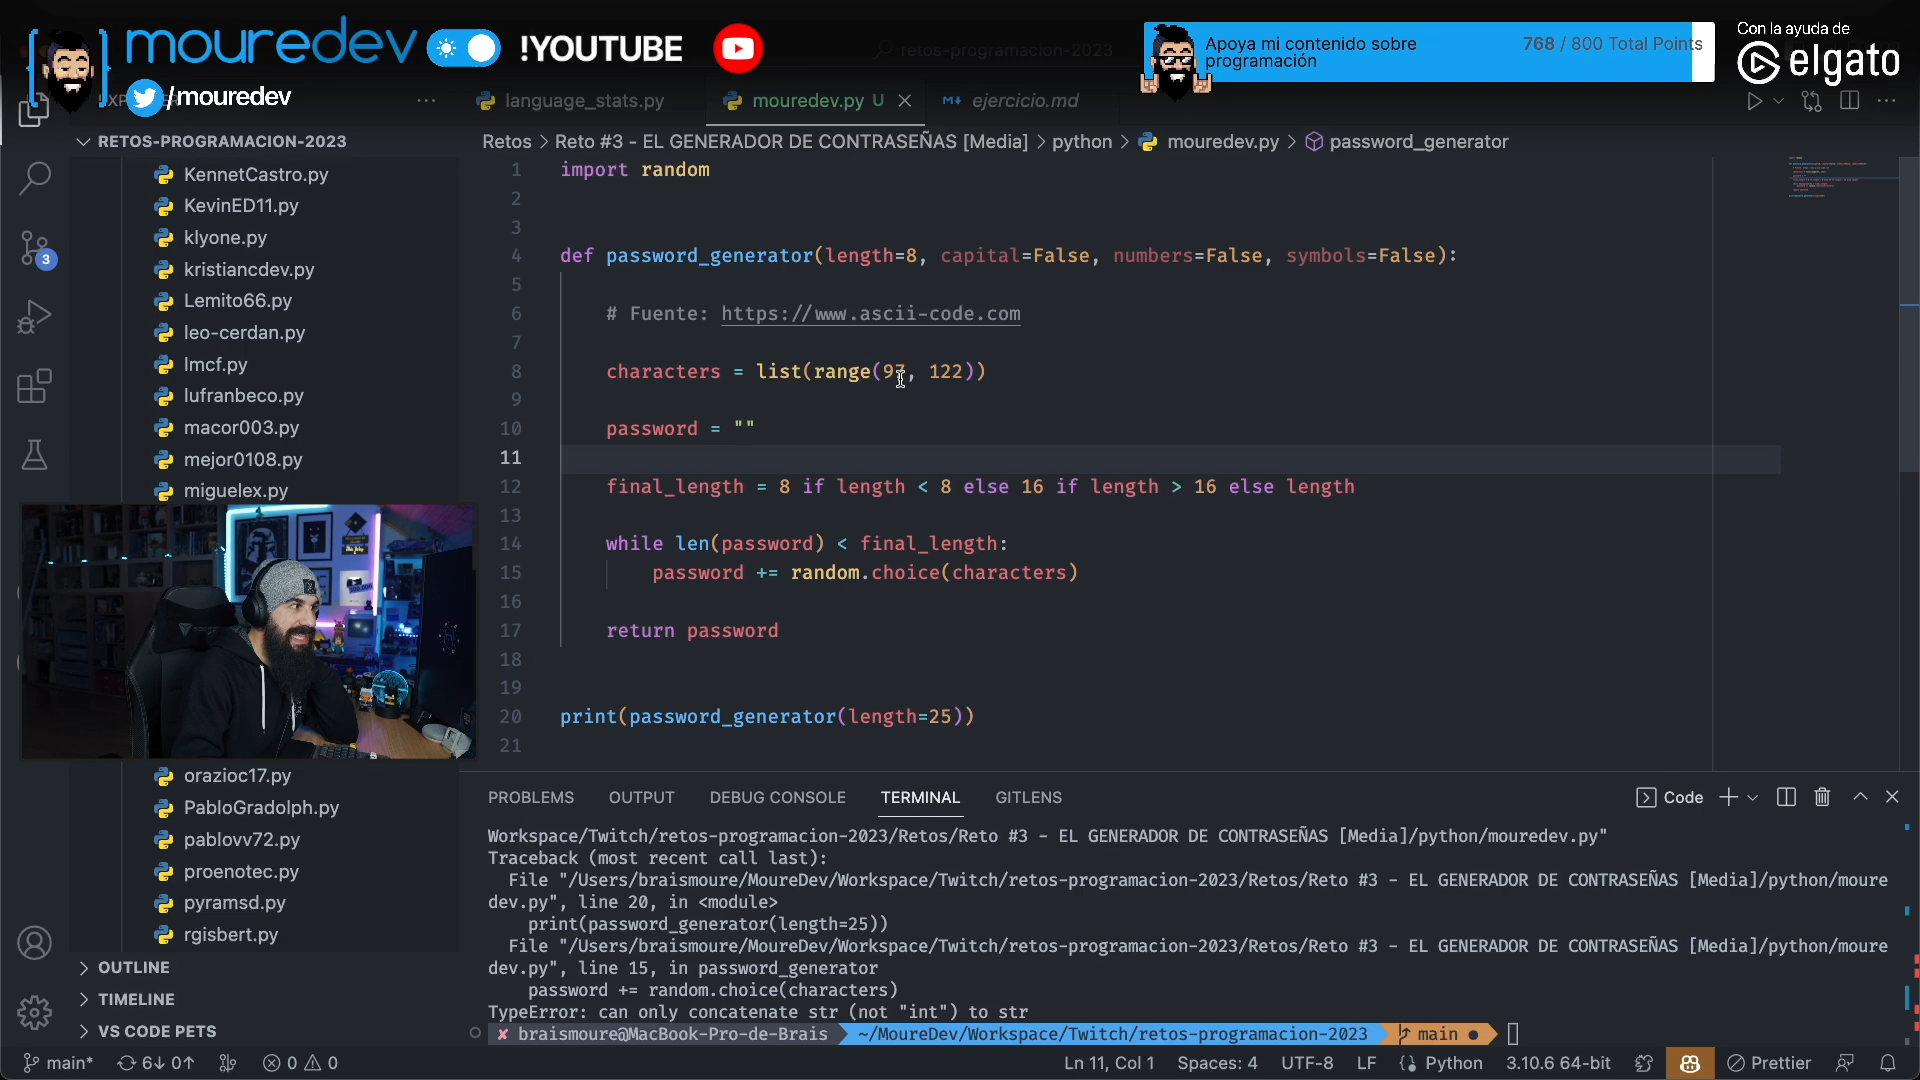 mouredev
!YOUTUBE
/mouredev
Apoya mi contenido sobre
programación
768 / 800 Total Points
Con la ayuda de
elgato
retos-programacion-2023
language_stats.py
mouredev.py U
ejercicio.md
RETOS-PROGRAMACION-2023
Retos > Reto #3 - EL GENERADOR DE CONTRASEÑAS [Media] > python > mouredev.py > password_generator
KennetCastro.py
KevinED11.py
klyone.py
kristiancdev.py
Lemito66.py
leo-cerdan.py
lmcf.py
lufranbeco.py
macor003.py
mejor0108.py
miguelex.py
orazioc17.py
PabloGradolph.py
pablovv72.py
proenotec.py
pyramsd.py
rgisbert.py
OUTLINE
TIMELINE
VS CODE PETS
3
1 import random
2
3
4 def password_generator(length=8, capital=False, numbers=False, symbols=False):
5
6 # Fuente: https://www.ascii-code.com
7
8 characters = list(range(97, 122))
9
10 password = ""
11
12 final_length = 8 if length < 8 else 16 if length > 16 else length
13
14 while len(password) < final_length:
15 password += random.choice(characters)
16
17 return password
18
19
20 print(password_generator(length=25))
21
PROBLEMS OUTPUT DEBUG CONSOLE TERMINAL GITLENS
Code
Workspace/Twitch/retos-programacion-2023/Retos/Reto #3 - EL GENERADOR DE CONTRASEÑAS [Media]/python/mouredev.py"
Traceback (most recent call last):
File "/Users/braismoure/MoureDev/Workspace/Twitch/retos-programacion-2023/Retos/Reto #3 - EL GENERADOR DE CONTRASEÑAS [Media]/python/moure
dev.py", line 20, in <module>
print(password_generator(length=25))
File "/Users/braismoure/MoureDev/Workspace/Twitch/retos-programacion-2023/Retos/Reto #3 - EL GENERADOR DE CONTRASEÑAS [Media]/python/moure
dev.py", line 15, in password_generator
password += random.choice(characters)
TypeError: can only concatenate str (not "int") to str
✘ braismoure@MacBook-Pro-de-Brais ~/MoureDev/Workspace/Twitch/retos-programacion-2023 main ●
main* 6↓ 0↑ 0 0 Ln 11, Col 1 Spaces: 4 UTF-8 LF Python 3.10.6 64-bit Prettier